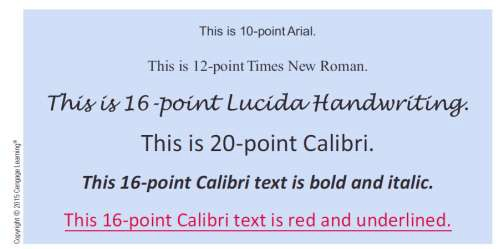 This is 10-point Arial.
This is 12-point Times New Roman.
This is 16-point Lucida Handwriting.
This is 20-point Calibri.
This 16-point Calibri text is bold and italic.
This 16-point Calibri text is red and underlined.
Copyright © 2015 Cengage Learning®